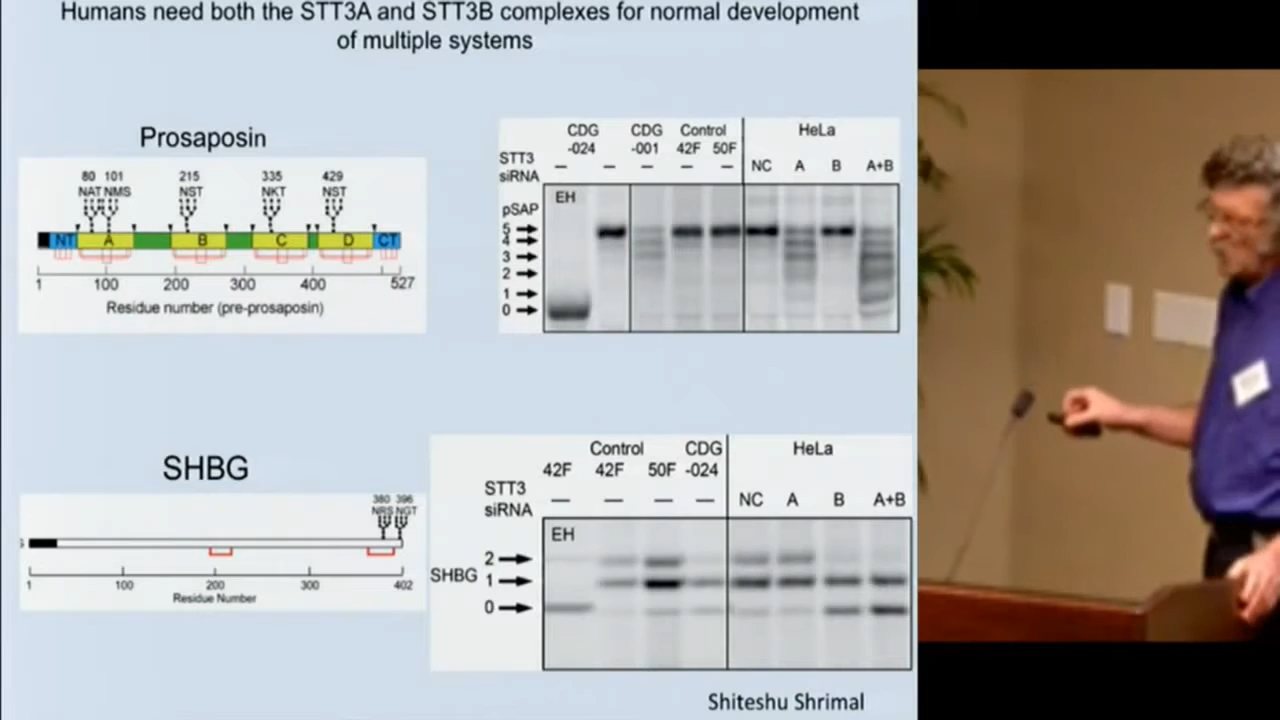 Humans need both the STT3A and STT3B complexes for normal development
of multiple systems
Prosaposin
80 101 215 335 429
NAT NMS NST NKT NST
NT A B C D CT
1 100 200 300 400 527
Residue number (pre-prosaposin)
CDG CDG Control HeLa
-024 -001 42F 50F
STT3
siRNA – – – – – NC A B A+B
EH
pSAP
5
4
3
2
1
0
SHBG
380 396
NRS NGT
1 100 200 300 402
Residue Number
Control CDG HeLa
42F 42F 50F -024
STT3
siRNA – – – – NC A B A+B
EH
2
SHBG 1
0
Shiteshu Shrimal